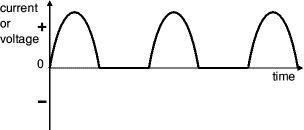 current
or
voltage
+
0
time
−